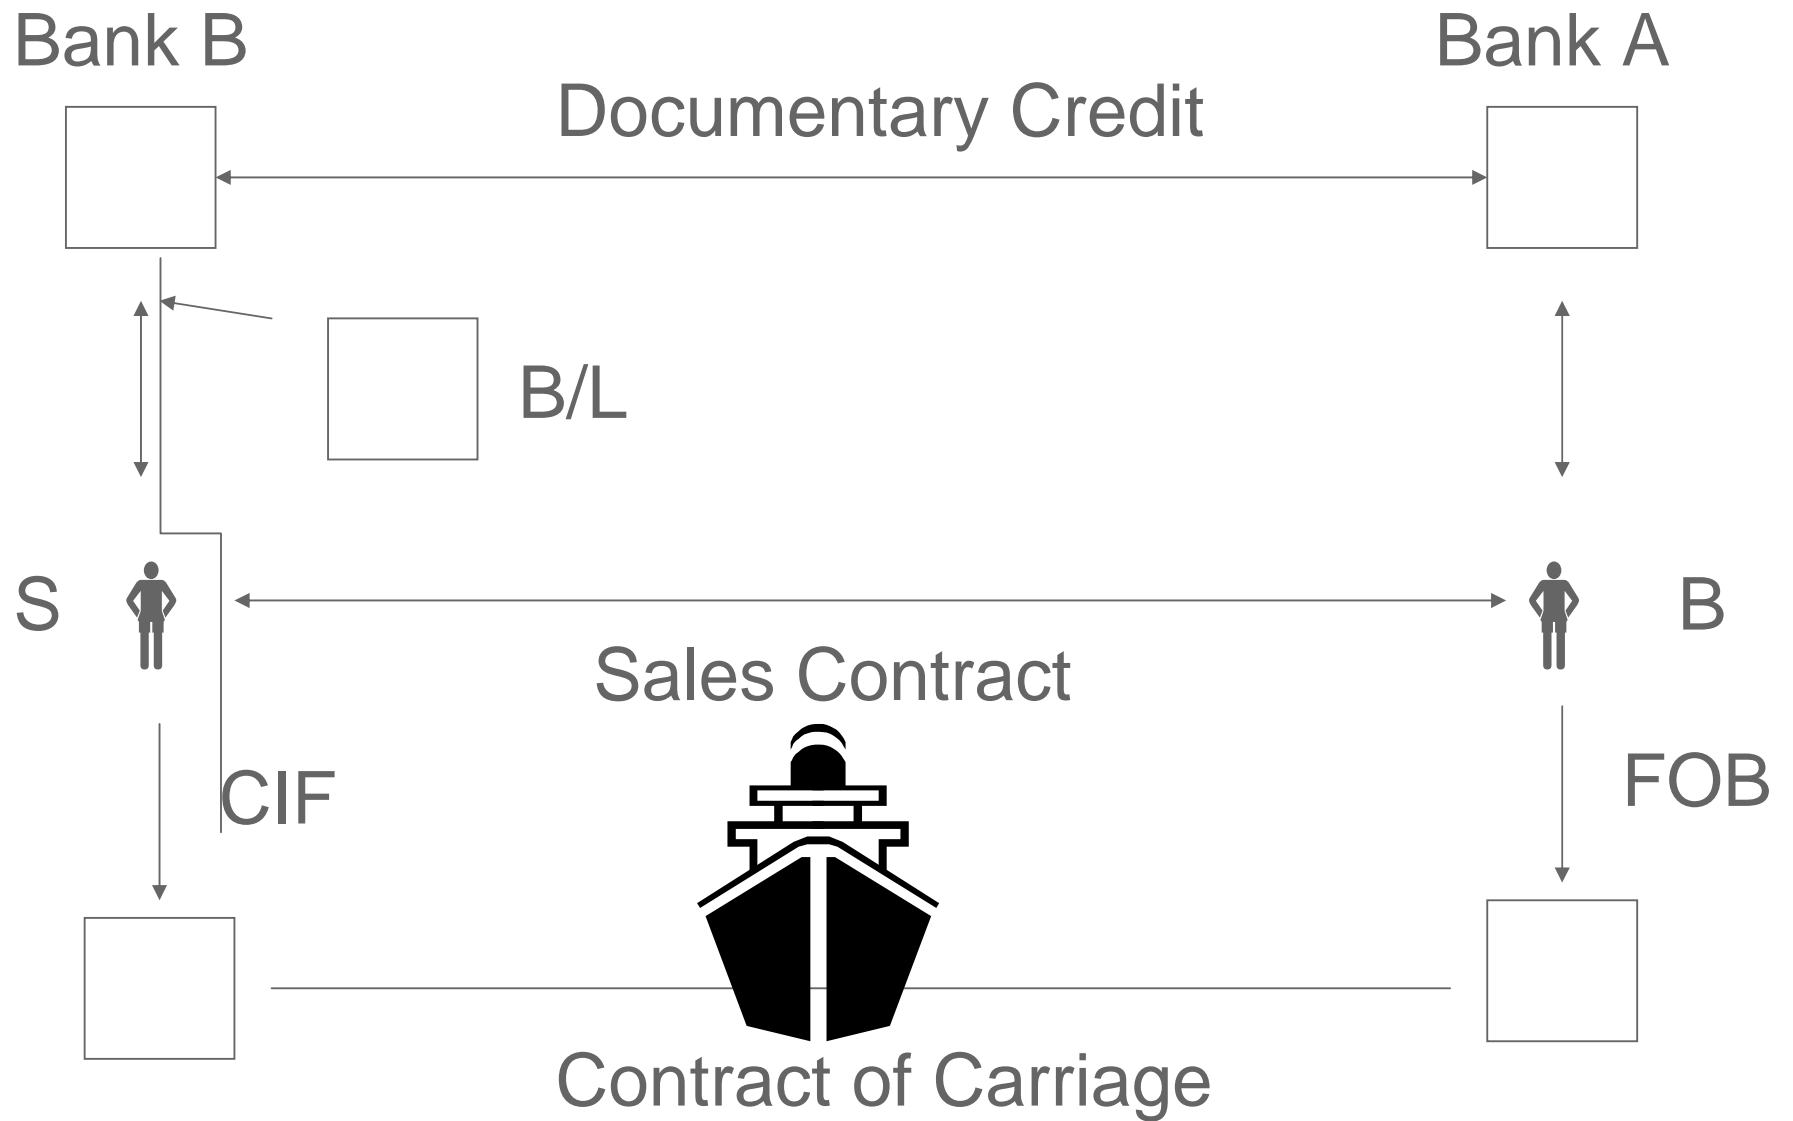 Bank B
Bank A
Documentary Credit
B/L
S
B
Sales Contract
CIF
FOB
Contract of Carriage